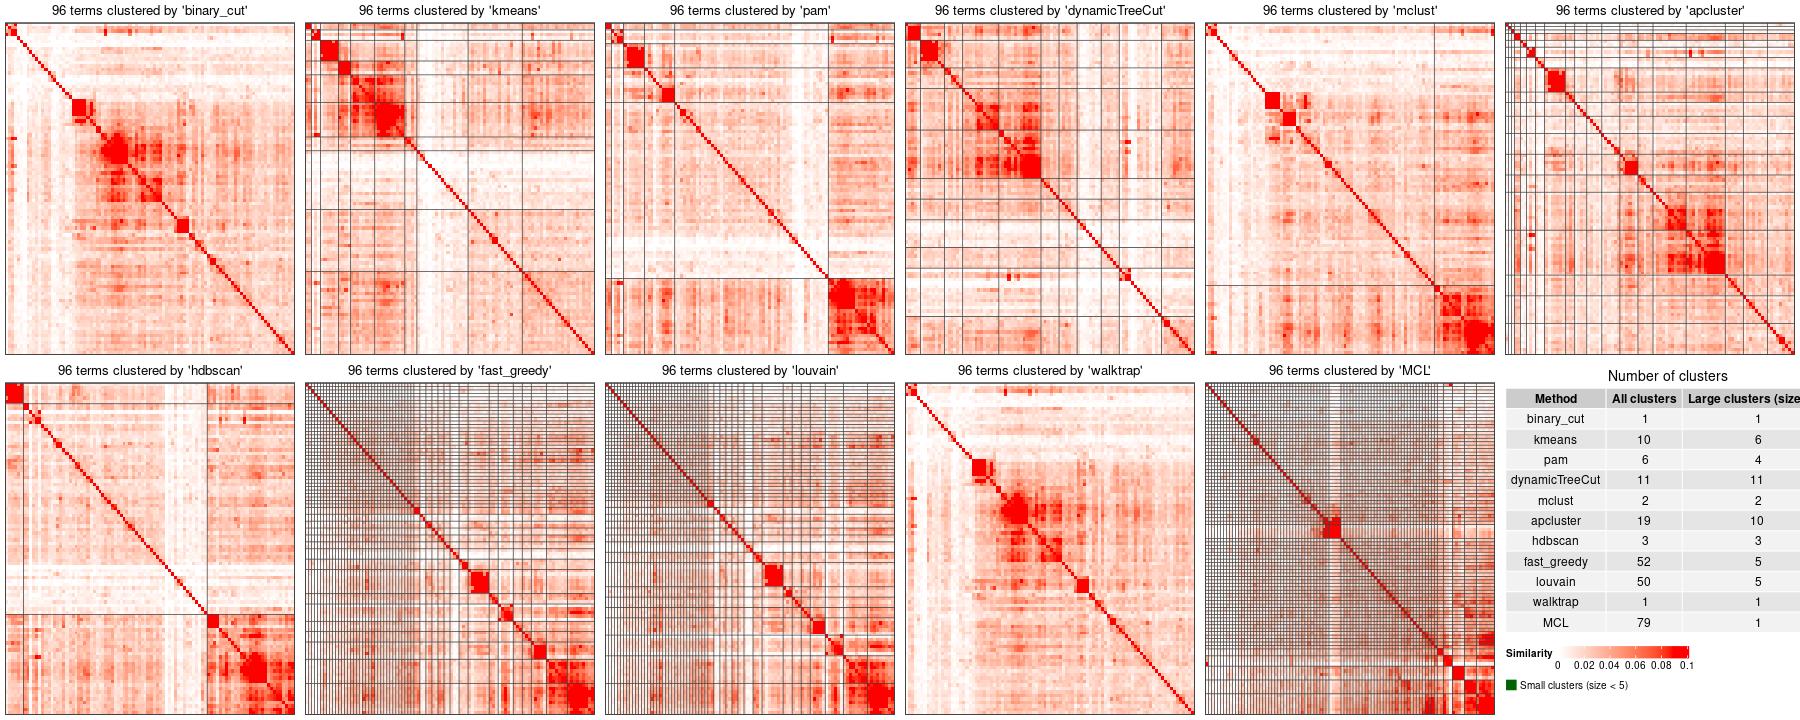 96 terms clustered by 'binary_cut'
96 terms clustered by 'kmeans'
96 terms clustered by 'pam'
96 terms clustered by 'dynamicTreeCut'
96 terms clustered by 'mclust'
96 terms clustered by 'apcluster'
96 terms clustered by 'hdbscan'
96 terms clustered by 'fast_greedy'
96 terms clustered by 'louvain'
96 terms clustered by 'walktrap'
96 terms clustered by 'MCL'
Number of clusters
Method All clusters Large clusters (size
binary_cut 1 1
kmeans 10 6
pam 6 4
dynamicTreeCut 11 11
mclust 2 2
apcluster 19 10
hdbscan 3 3
fast_greedy 52 5
louvain 50 5
walktrap 1 1
MCL 79 1
Similarity
0 0.02 0.04 0.06 0.08 0.1
Small clusters (size < 5)